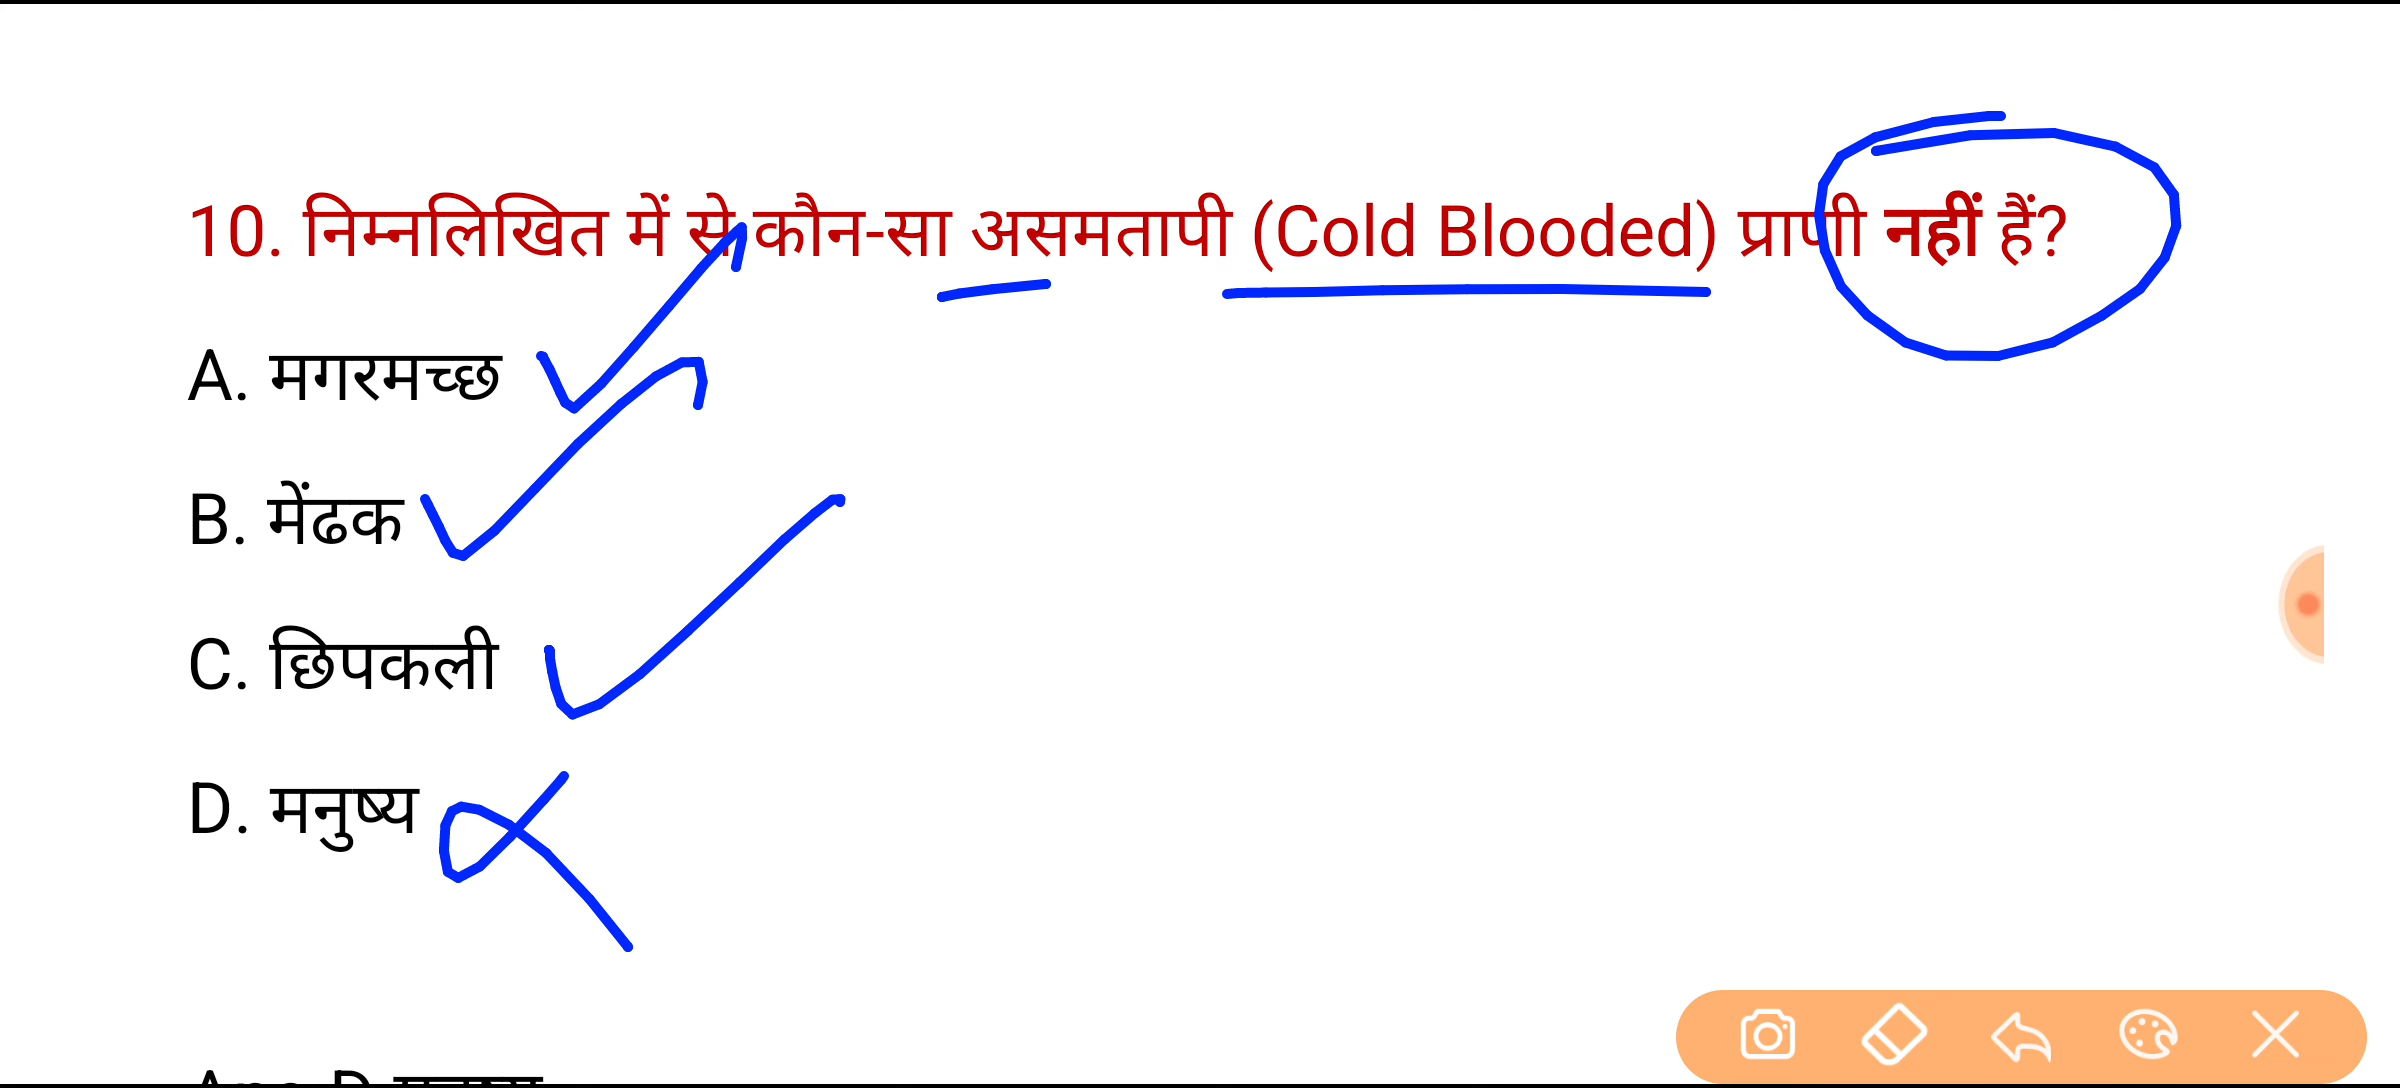 10. निम्नलिखित में से कौन-सा असमतापी (Cold Blooded) प्राणी नहीं हैं?
A. मगरमच्छ
B. मेंढक
C. छिपकली
D. मनुष्य